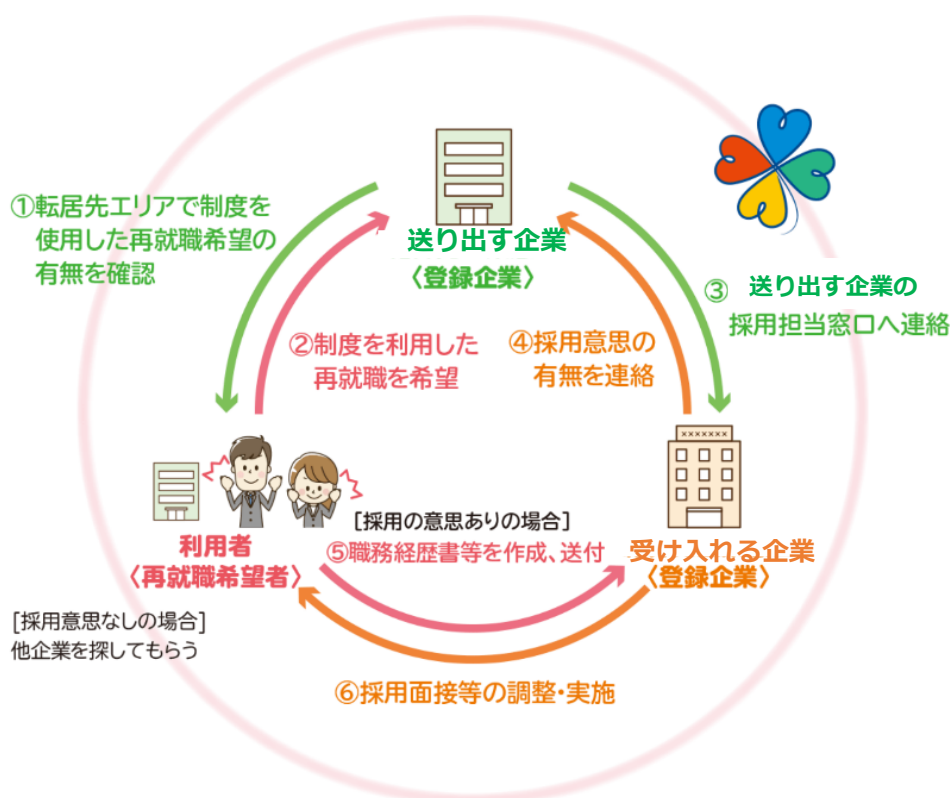 送り出す企業
〈登録企業〉
①転居先エリアで制度を
使用した再就職希望の
有無を確認
②制度を利用した
再就職を希望
③ 送り出す企業の
採用担当窓口へ連絡
④採用意思の
有無を連絡
×××××××
利用者
〈再就職希望者〉
[採用の意思ありの場合]
⑤職務経歴書等を作成、送付
受け入れる企業
〈登録企業〉
[採用意思なしの場合]
他企業を探してもらう
⑥採用面接等の調整・実施